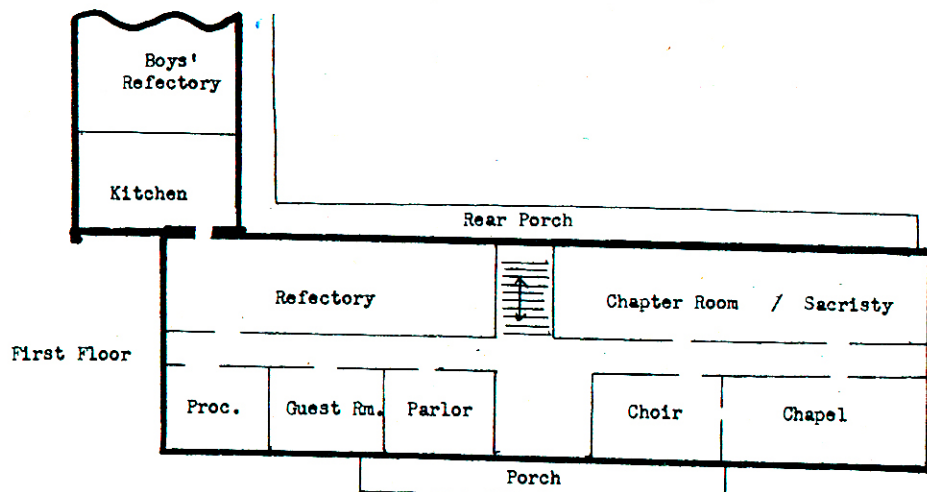 Boys'
Refectory
Kitchen
Rear Porch
Refectory
Chapter Room / Sacristy
First Floor
Proc.
Guest Rm.
Parlor
Choir
Chapel
Porch